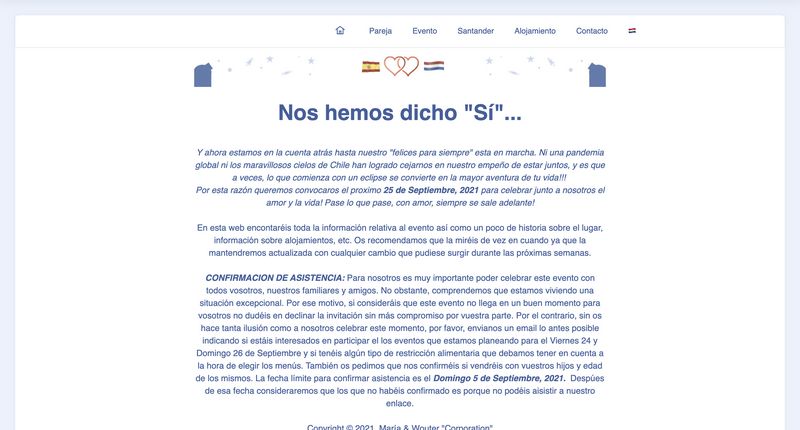 Pareja Evento Santander Alojamiento Contacto
Nos hemos dicho "Sí"...
Y ahora estamos en la cuenta atrás hasta nuestro "felices para siempre" esta en marcha. Ni una pandemia
global ni los maravillosos cielos de Chile han logrado cejarnos en nuestro empeño de estar juntos, y es que
a veces, lo que comienza con un eclipse se convierte en la mayor aventura de tu vida!!!
Por esta razón queremos convocaros el proximo 25 de Septiembre, 2021 para celebrar junto a nosotros el
amor y la vida! Pase lo que pase, con amor, siempre se sale adelante!
En esta web encontaréis toda la información relativa al evento así como un poco de historia sobre el lugar,
información sobre alojamientos, etc. Os recomendamos que la miréis de vez en cuando ya que la
mantendremos actualizada con cualquier cambio que pudiese surgir durante las próximas semanas.
CONFIRMACION DE ASISTENCIA: Para nosotros es muy importante poder celebrar este evento con
todos vosotros, nuestros familiares y amigos. No obstante, comprendemos que estamos viviendo una
situación excepcional. Por ese motivo, si consideráis que este evento no llega en un buen momento para
vosotros no dudéis en declinar la invitación sin más compromiso por vuestra parte. Por el contrario, sin os
hace tanta ilusión como a nosotros celebrar este momento, por favor, envianos un email lo antes posible
indicando si estáis interesados en participar el los eventos que estamos planeando para el Viernes 24 y
Domingo 26 de Septiembre y si tenéis algún tipo de restricción alimentaria que debamos tener en cuenta a
la hora de elegir los menús. También os pedimos que nos confirméis si vendréis con vuestros hijos y edad
de los mismos. La fecha límite para confirmar asistencia es el Domingo 5 de Septiembre, 2021. Despúes
de esa fecha consideraremos que los que no habéis confirmado es porque no podéis aisistir a nuestro
enlace.
Copyright © 2021, María & Wouter "Corporation"